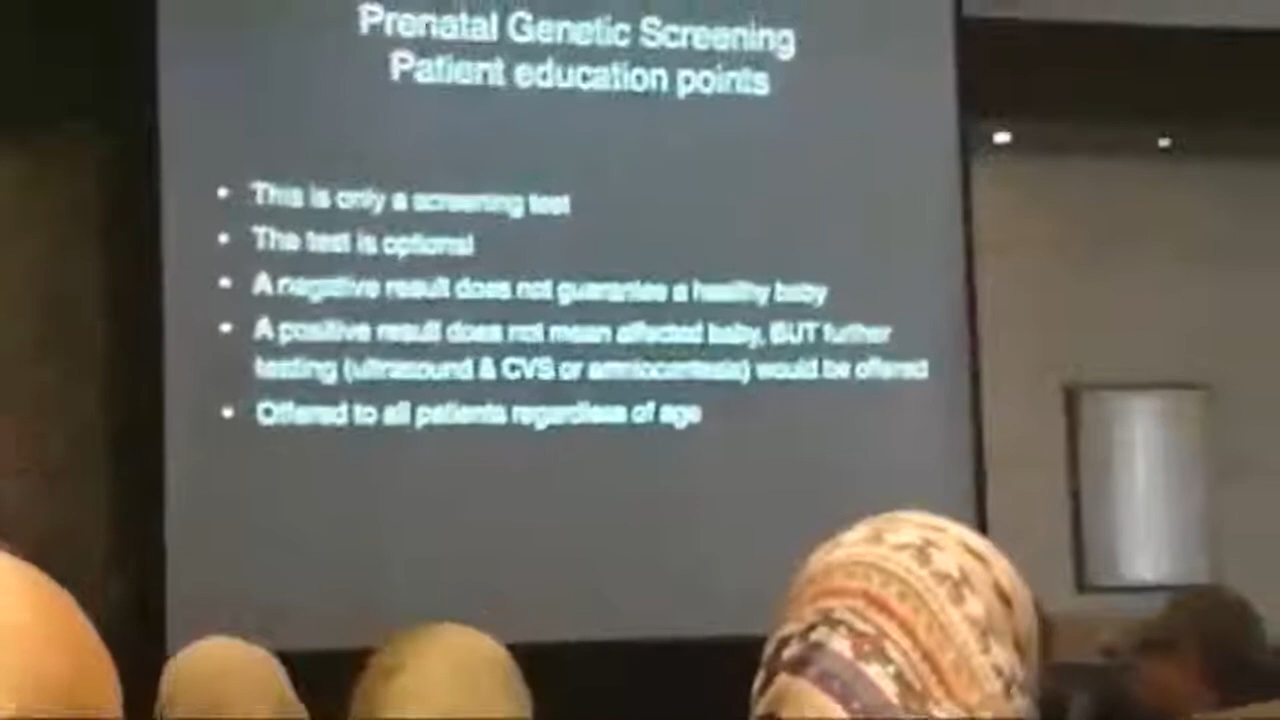 Prenatal Genetic Screening
Patient education points
• This is only a screening test
• The test is optional
• A negative result does not guarantee a healthy baby
• A positive result does not mean affected baby, BUT further
testing (ultrasound & CVS or amniocentesis) would be offered
• Offered to all patients regardless of age